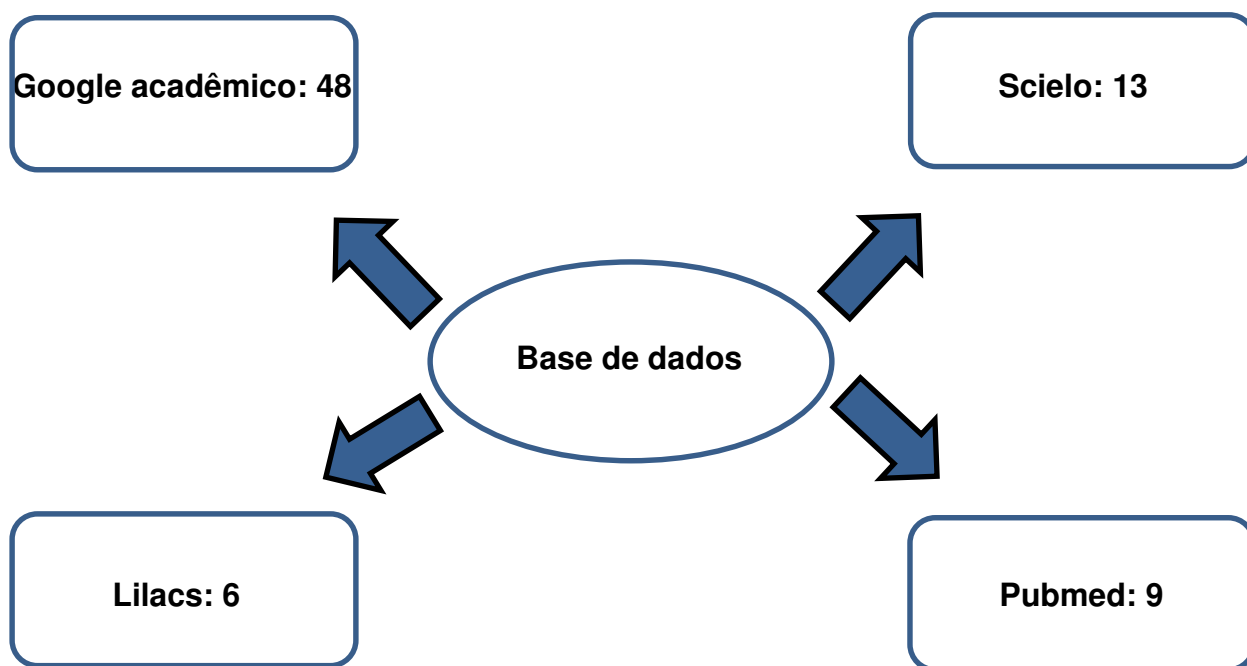 Google acadêmico: 48
Scielo: 13
Base de dados
Lilacs: 6
Pubmed: 9